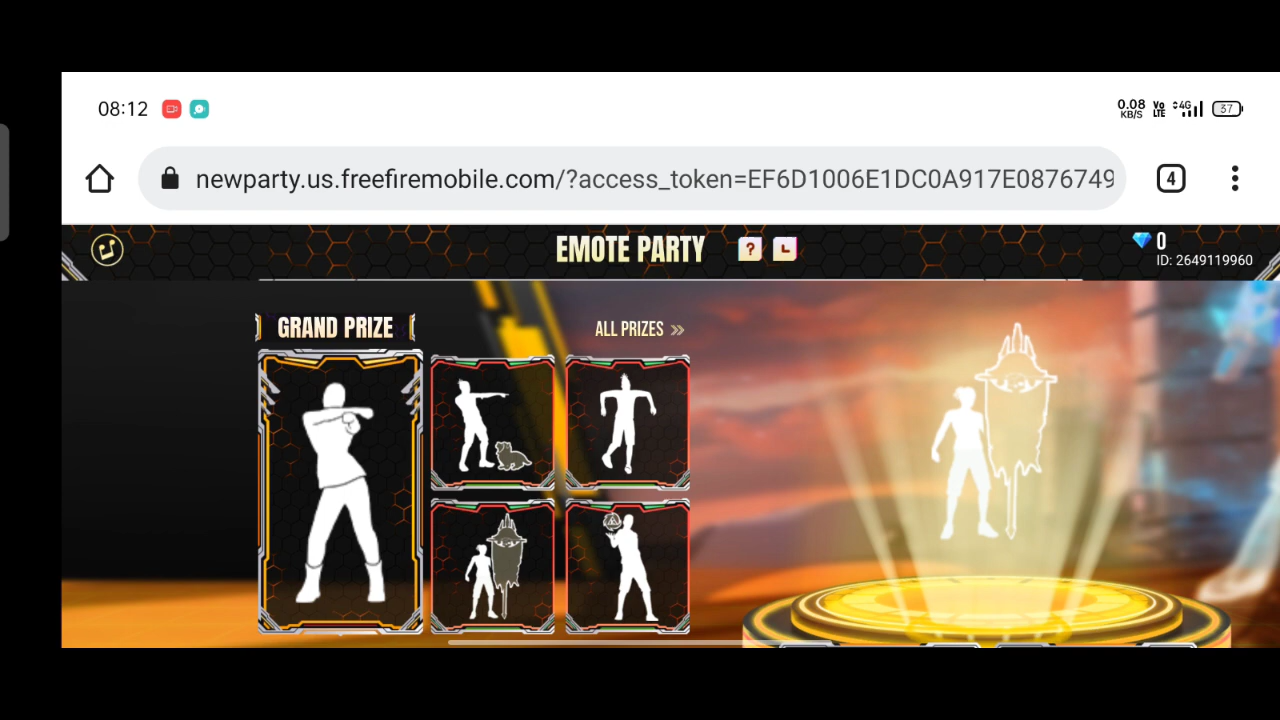 08:12
0.08 KB/S Vo LTE 4G 37
newparty.us.freefiremobile.com/?access_token=EF6D1006E1DC0A917E0876749
4
EMOTE PARTY ?
0
ID: 2649119960
GRAND PRIZE
ALL PRIZES »